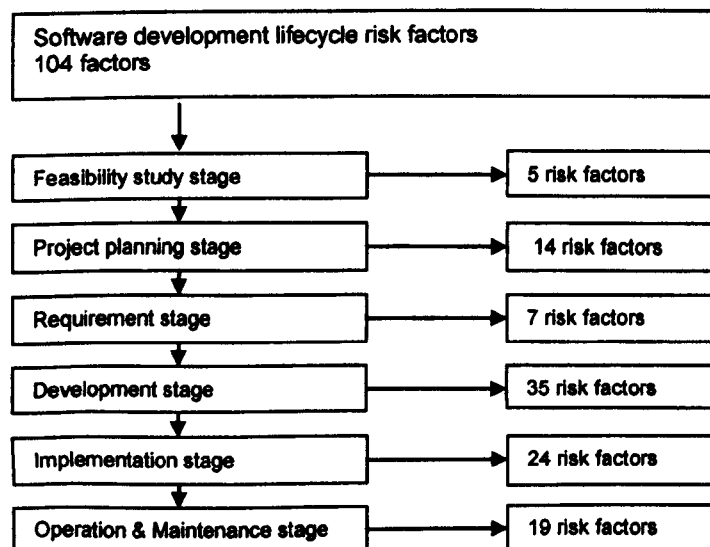 Software development lifecycle risk factors
104 factors
Feasibility study stage
5 risk factors
Project planning stage
14 risk factors
Requirement stage
7 risk factors
Development stage
35 risk factors
Implementation stage
24 risk factors
Operation & Maintenance stage
19 risk factors